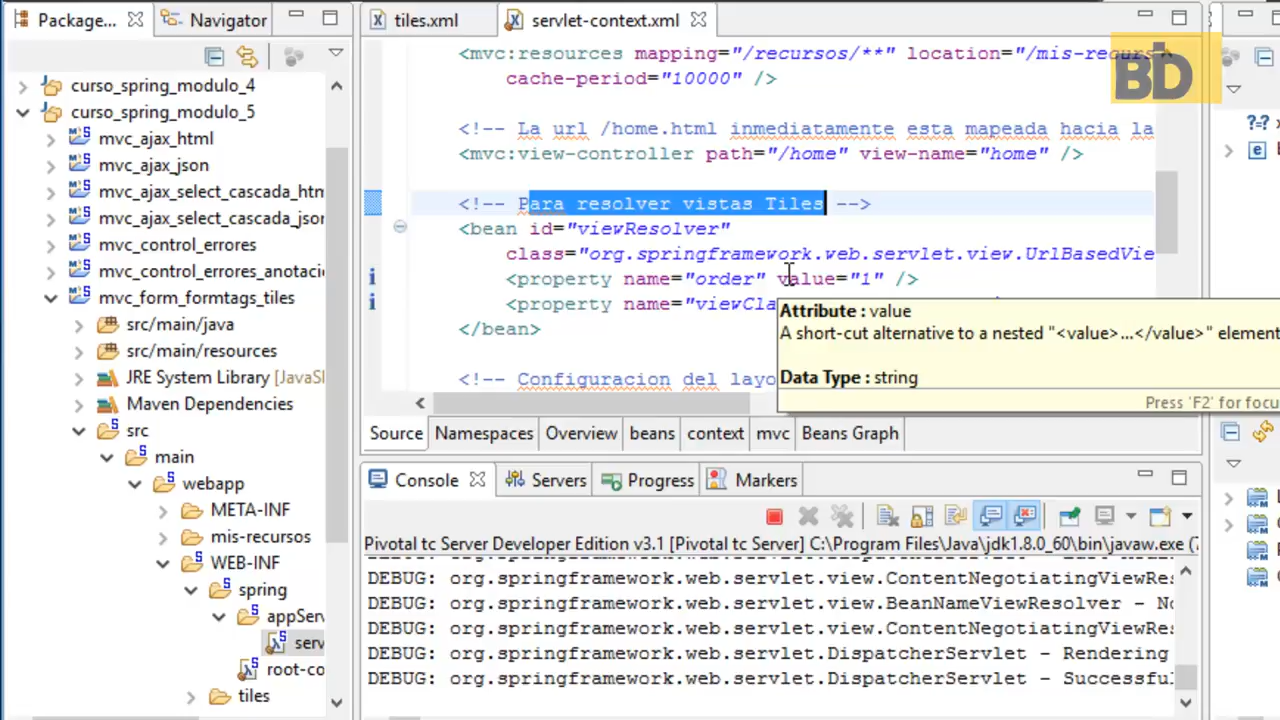 Package...
Navigator
curso_spring_modulo_4
curso_spring_modulo_5
mvc_ajax_html
mvc_ajax_json
mvc_ajax_select_cascada_htm
mvc_ajax_select_cascada_json
mvc_control_errores
mvc_control_errores_anotaci
mvc_form_formtags_tiles
src/main/java
src/main/resources
JRE System Library [JavaS
Maven Dependencies
src
main
webapp
META-INF
mis-recursos
WEB-INF
spring
appServ
serv
root-co
tiles
tiles.xml
servlet-context.xml
<mvc:resources mapping="/recursos/**" location="/mis-recurs
cache-period="10000" />
<!-- La url /home.html inmediatamente esta mapeada hacia la
<mvc:view-controller path="/home" view-name="home" />
<!-- Para resolver vistas Tiles -->
<bean id="viewResolver"
class="org.springframework.web.servlet.view.UrlBasedVie
<property name="order" value="1" />
<property name="viewCla
</bean>
<!-- Configuracion del layo
Attribute : value
A short-cut alternative to a nested "<value>...</value>" element
Data Type : string
Press 'F2' for focu
Source
Namespaces
Overview
beans
context
mvc
Beans Graph
Console
Servers
Progress
Markers
Pivotal tc Server Developer Edition v3.1 [Pivotal tc Server] C:\Program Files\Java\jdk1.8.0_60\bin\javaw.exe (7
DEBUG: org.springframework.web.servlet.view.ContentNegotiatingViewRes
DEBUG: org.springframework.web.servlet.view.BeanNameViewResolver - No
DEBUG: org.springframework.web.servlet.view.ContentNegotiatingViewRes
DEBUG: org.springframework.web.servlet.DispatcherServlet - Rendering
DEBUG: org.springframework.web.servlet.DispatcherServlet - Successful
BD